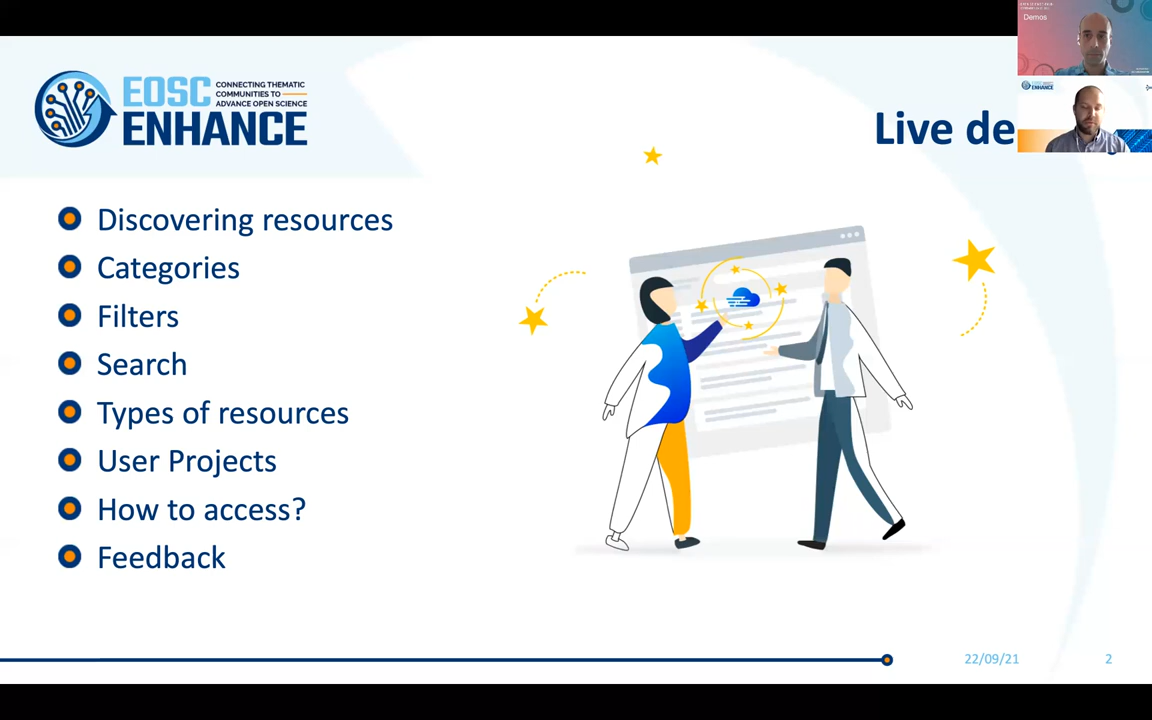 EOSC
ENHANCE
CONNECTING THEMATIC
COMMUNITIES TO
ADVANCE OPEN SCIENCE
Demos
Live de
Discovering resources
Categories
Filters
Search
Types of resources
User Projects
How to access?
Feedback
22/09/21
2